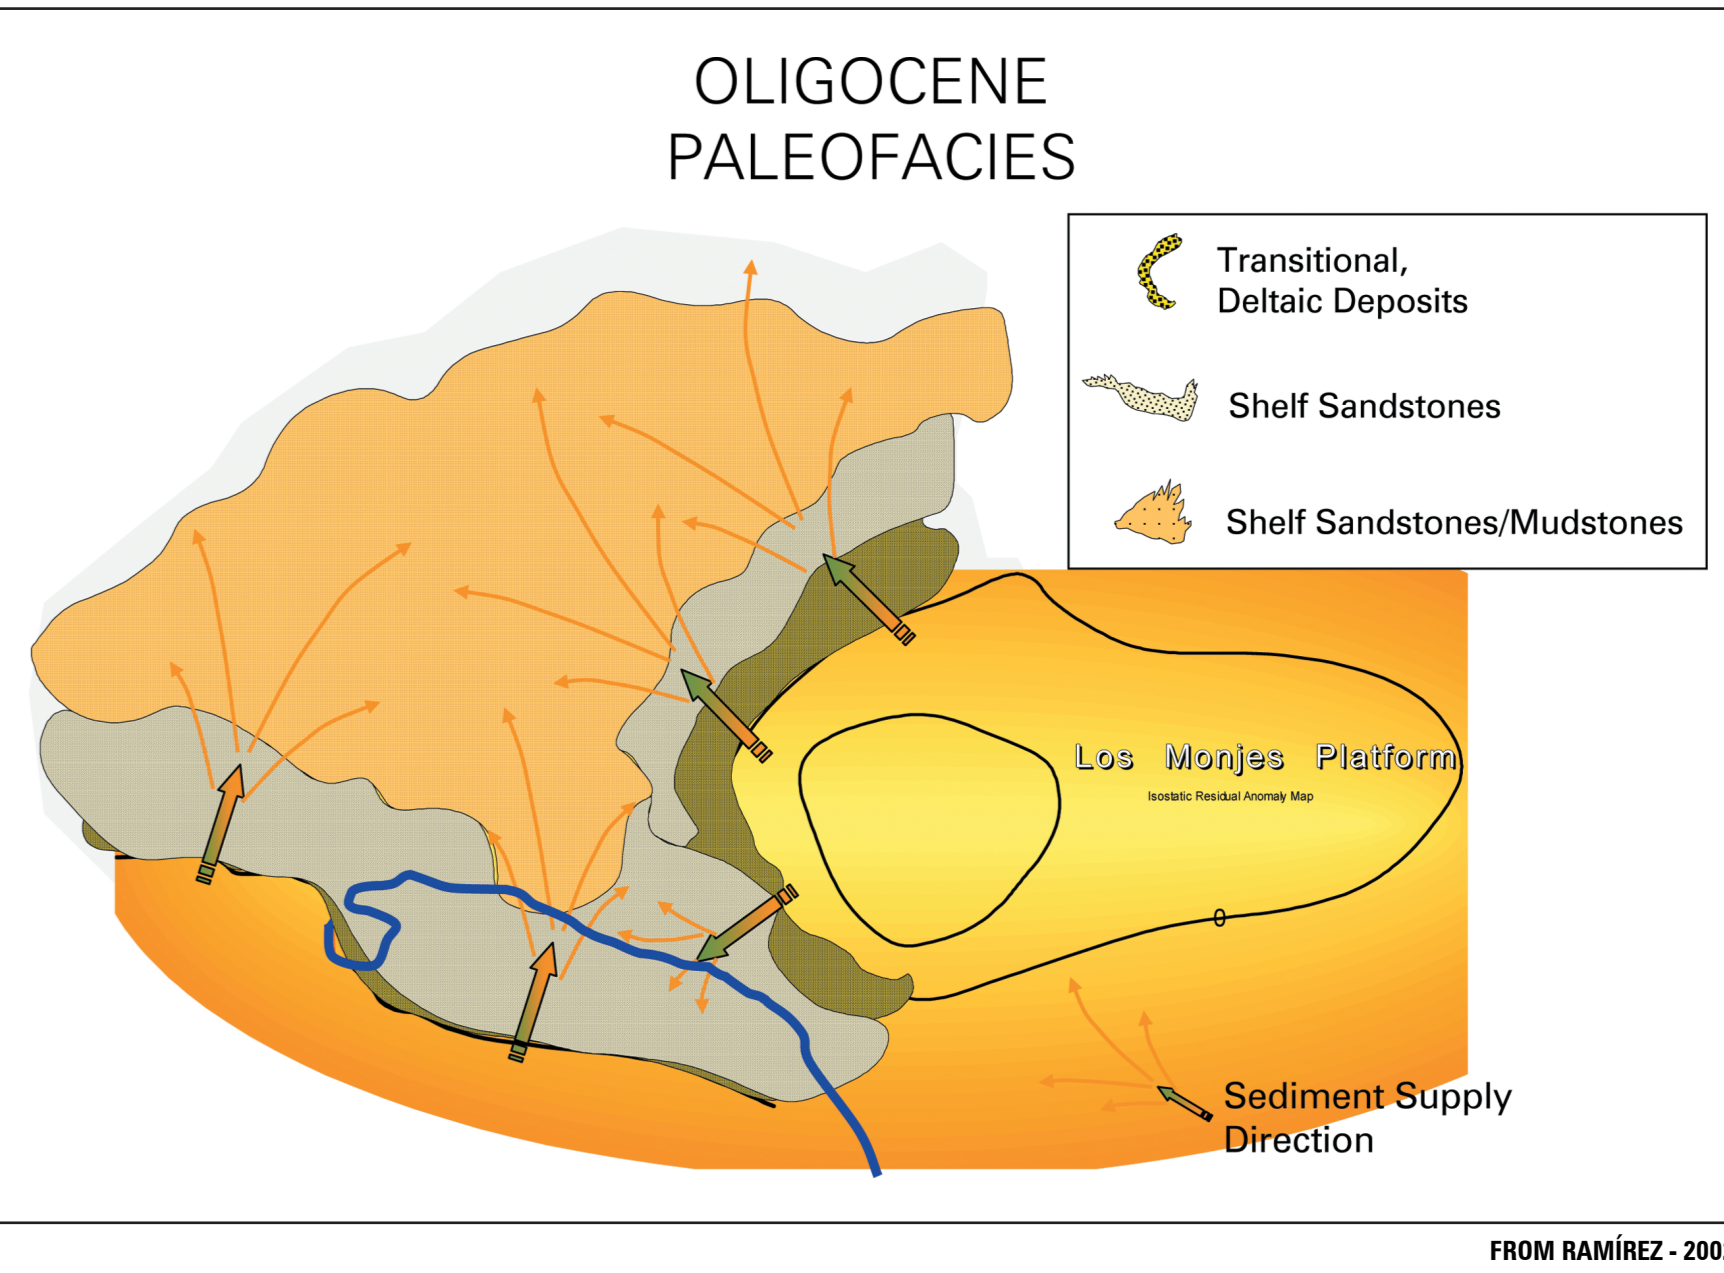 OLIGOCENE
PALEOFACIES
Transitional,
Deltaic Deposits
Shelf Sandstones
Shelf Sandstones/Mudstones
Los Monjes Platform
Isostatic Residual Anomaly Map
0
Sediment Supply
Direction
FROM RAMÍREZ - 200